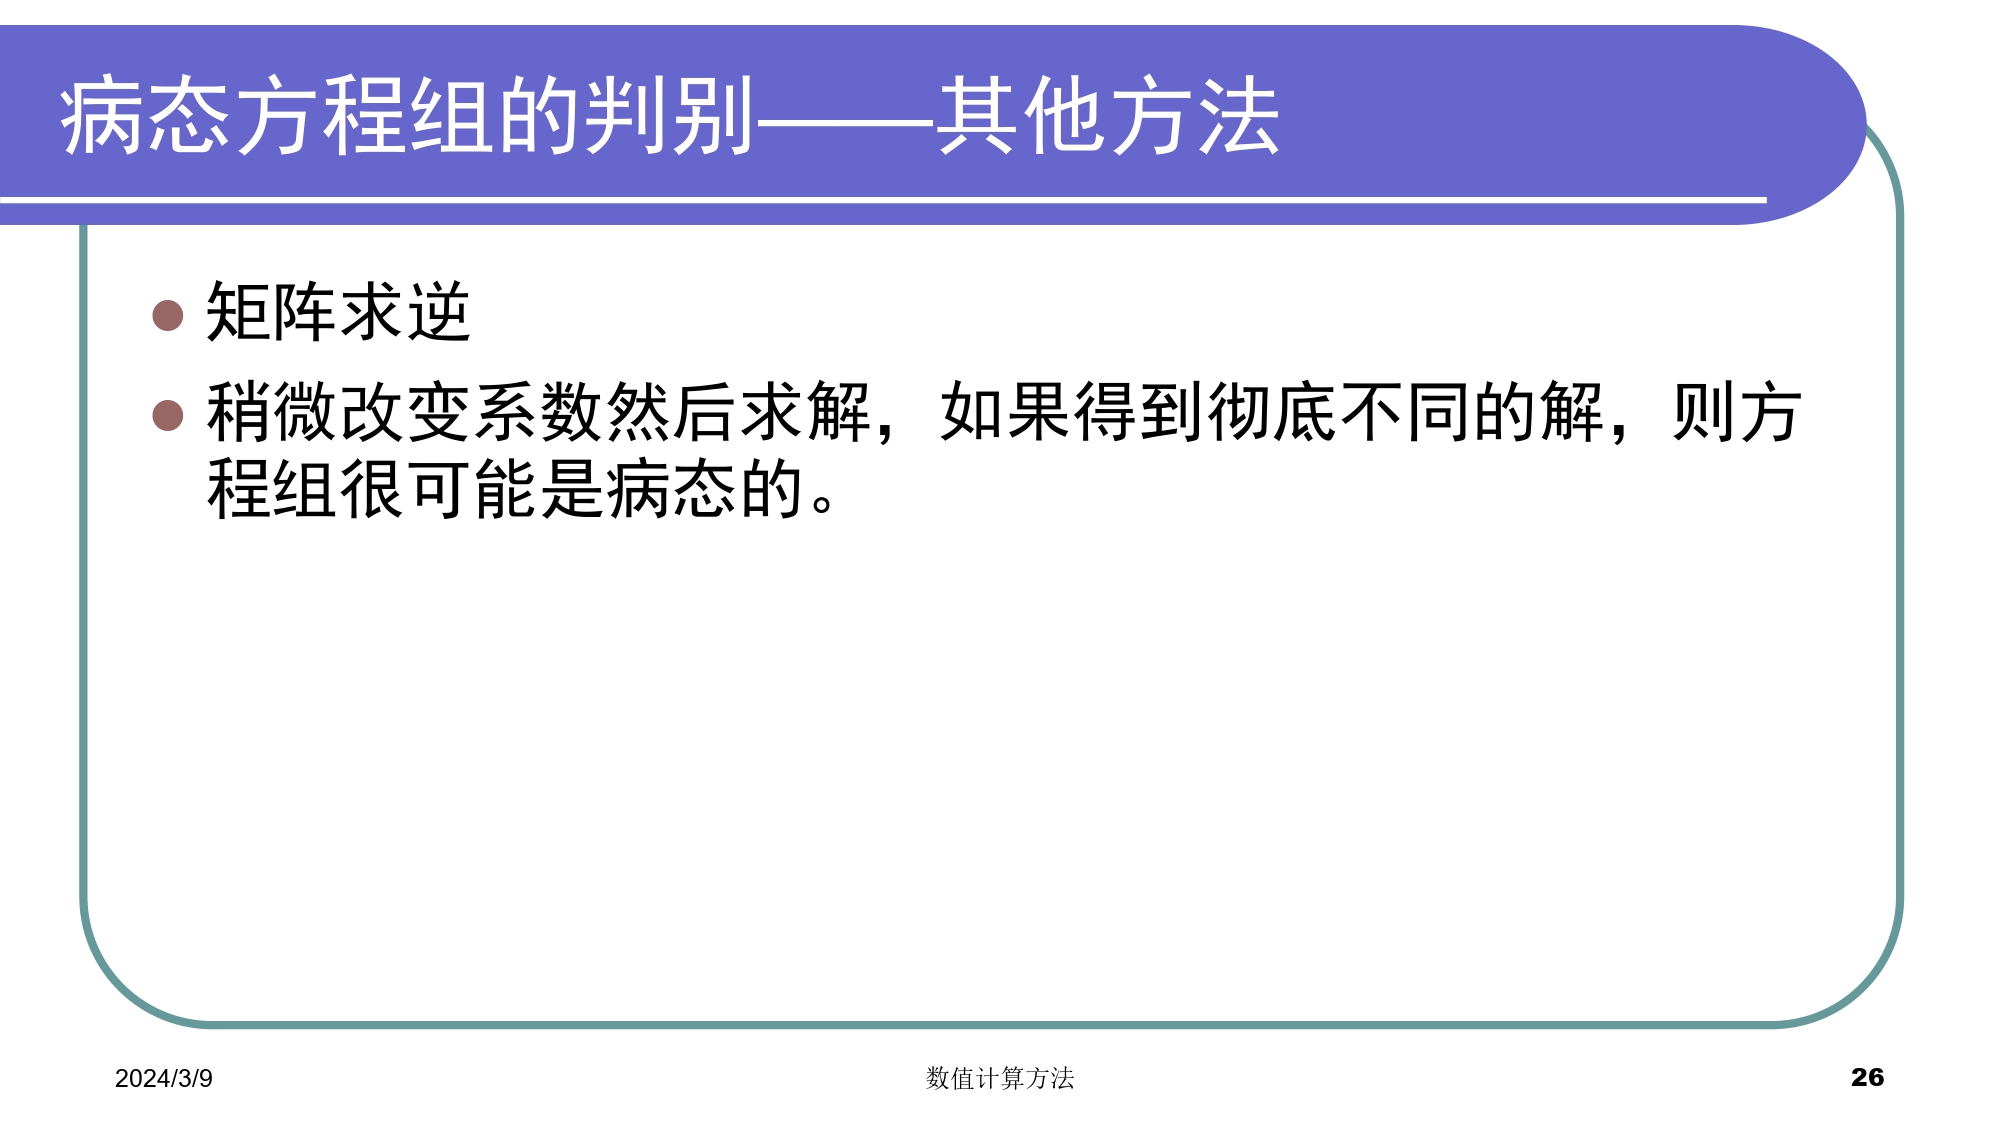 病态方程组的判别——其他方法
矩阵求逆
稍微改变系数然后求解，如果得到彻底不同的解，则方
程组很可能是病态的。
2024/3/9
数值计算方法
26